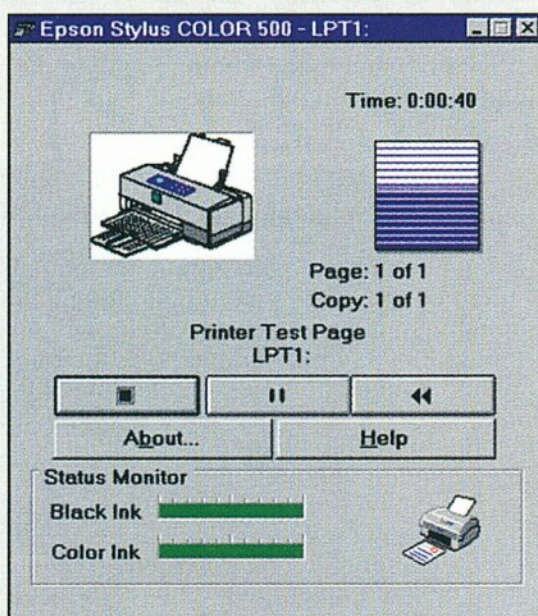 Epson Stylus COLOR 500 - LPT1:
Time: 0:00:40
Page: 1 of 1
Copy: 1 of 1
Printer Test Page
LPT1:
About...
Help
Status Monitor
Black Ink
Color Ink